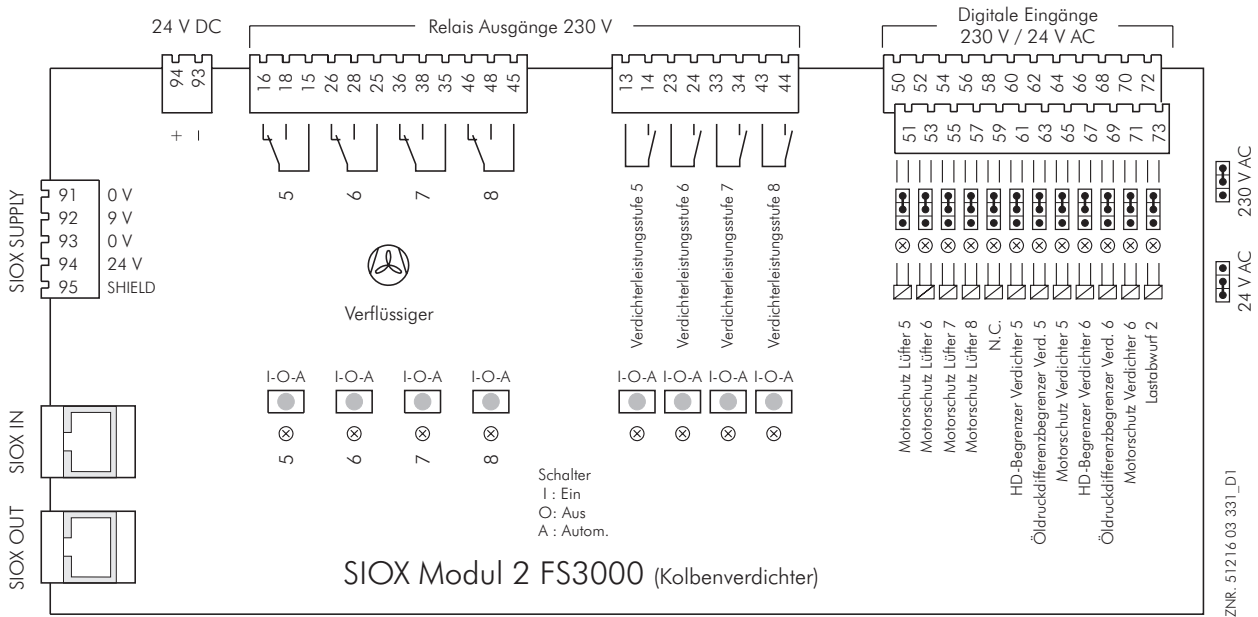 24 V DC
Relais Ausgänge 230 V
Digitale Eingänge
230 V / 24 V AC
94 93
16 18 15 26 28 25 36 38 35 46 48 45
13 14 23 24 33 34 43 44
50 52 54 56 58 60 62 64 66 68 70 72
51 53 55 57 59 61 63 65 67 69 71 73
+ –
5 6 7 8
Verdichterleistungsstufe 5
Verdichterleistungsstufe 6
Verdichterleistungsstufe 7
Verdichterleistungsstufe 8
230 V AC
24 V AC
SIOX SUPPLY
91 0 V
92 9 V
93 0 V
94 24 V
95 SHIELD
Verflüssiger
Motorschutz Lüfter 5
Motorschutz Lüfter 6
Motorschutz Lüfter 7
Motorschutz Lüfter 8
N.C.
HD-Begrenzer Verdichter 5
Öldruckdifferenzbegrenzer Verd. 5
Motorschutz Verdichter 5
HD-Begrenzer Verdichter 6
Öldruckdifferenzbegrenzer Verd. 6
Motorschutz Verdichter 6
Lastabwurf 2
I-O-A I-O-A I-O-A I-O-A I-O-A I-O-A I-O-A I-O-A
5 6 7 8
SIOX IN
SIOX OUT
Schalter
I : Ein
O: Aus
A : Autom.
SIOX Modul 2 FS3000 (Kolbenverdichter)
ZNR. 51216 03 331_D1